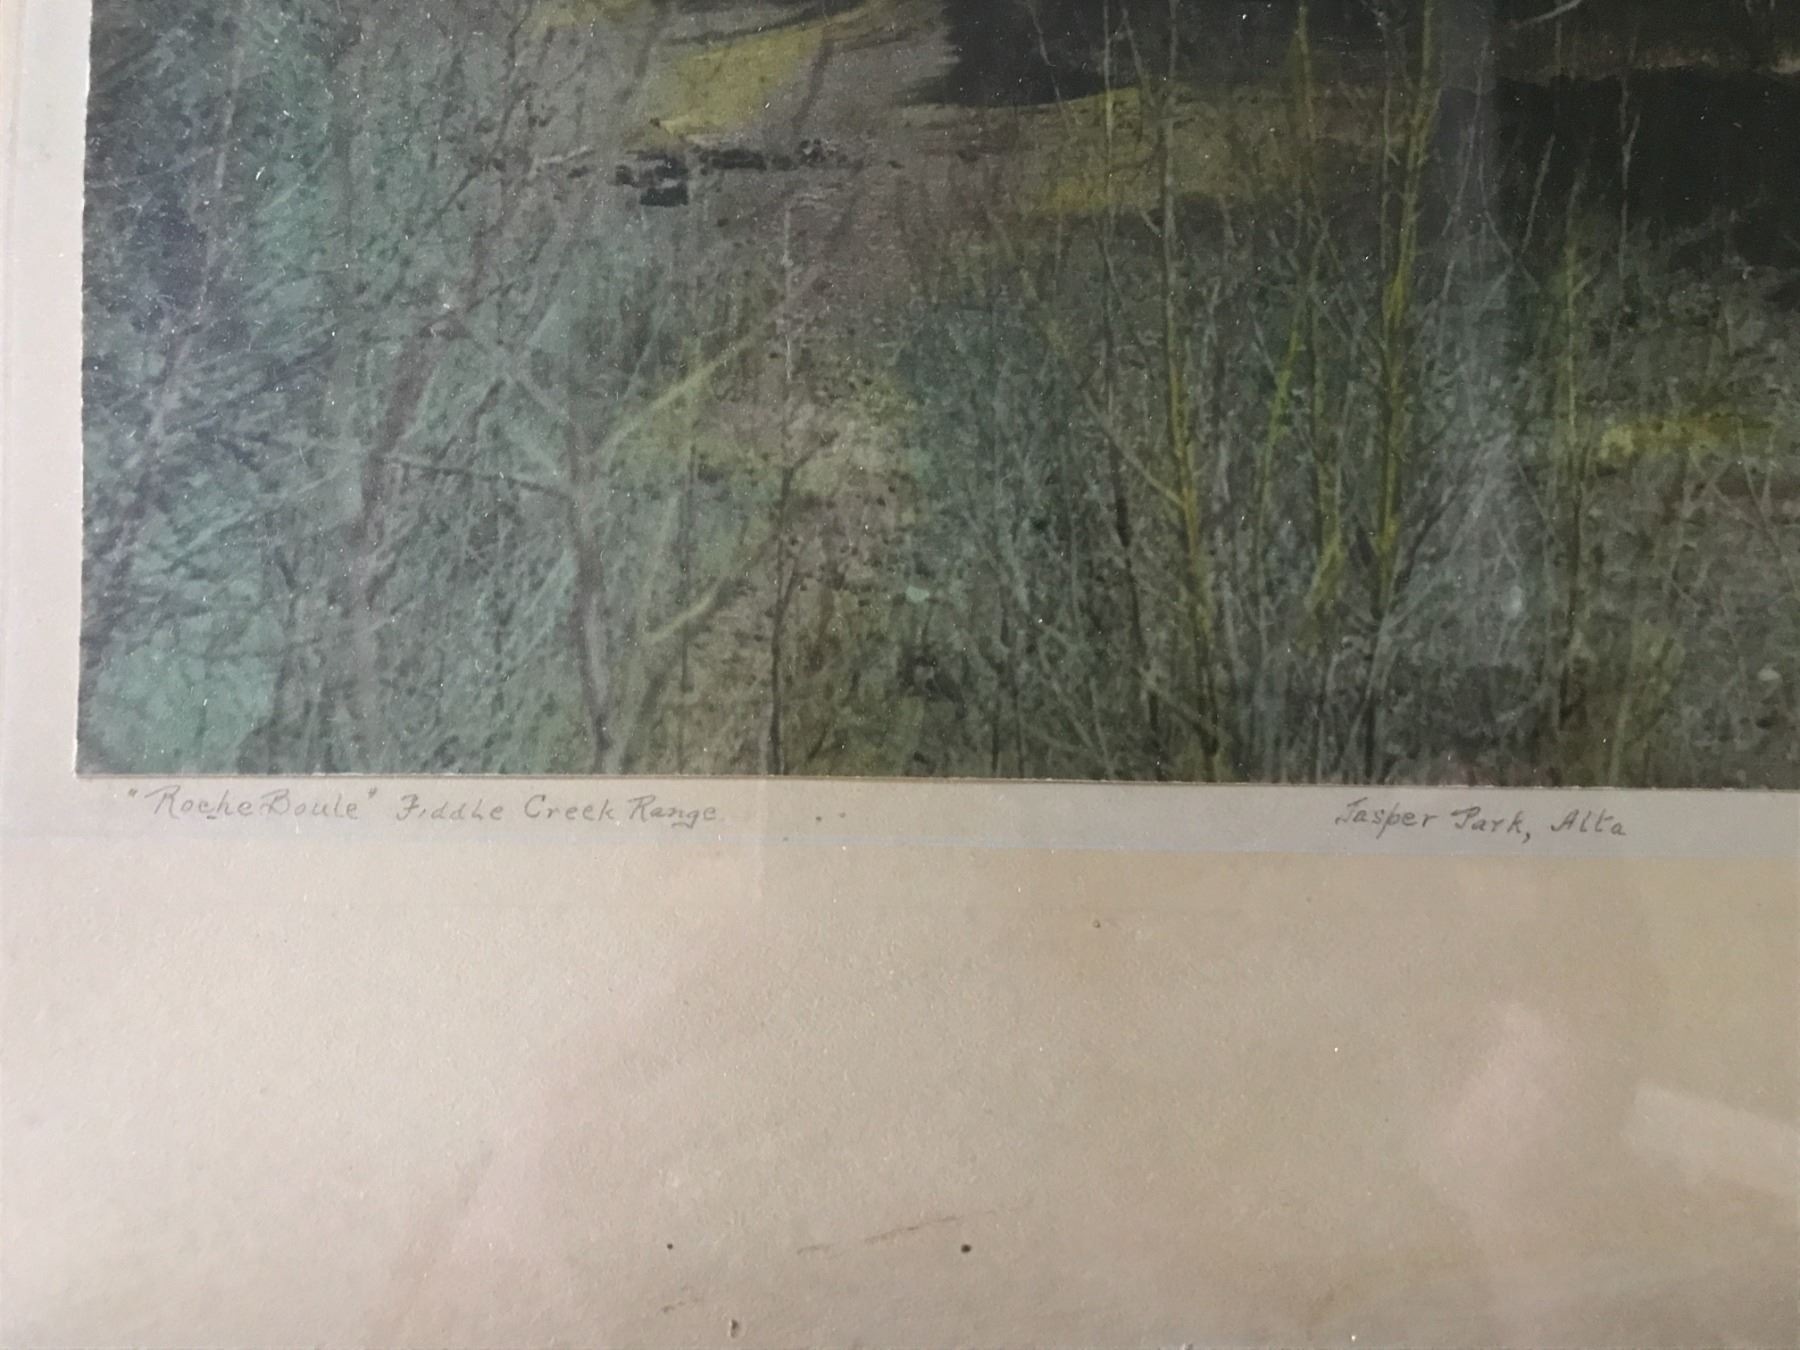 "Roche Boule" Fiddle Creek Range.
Jasper Park, Alta